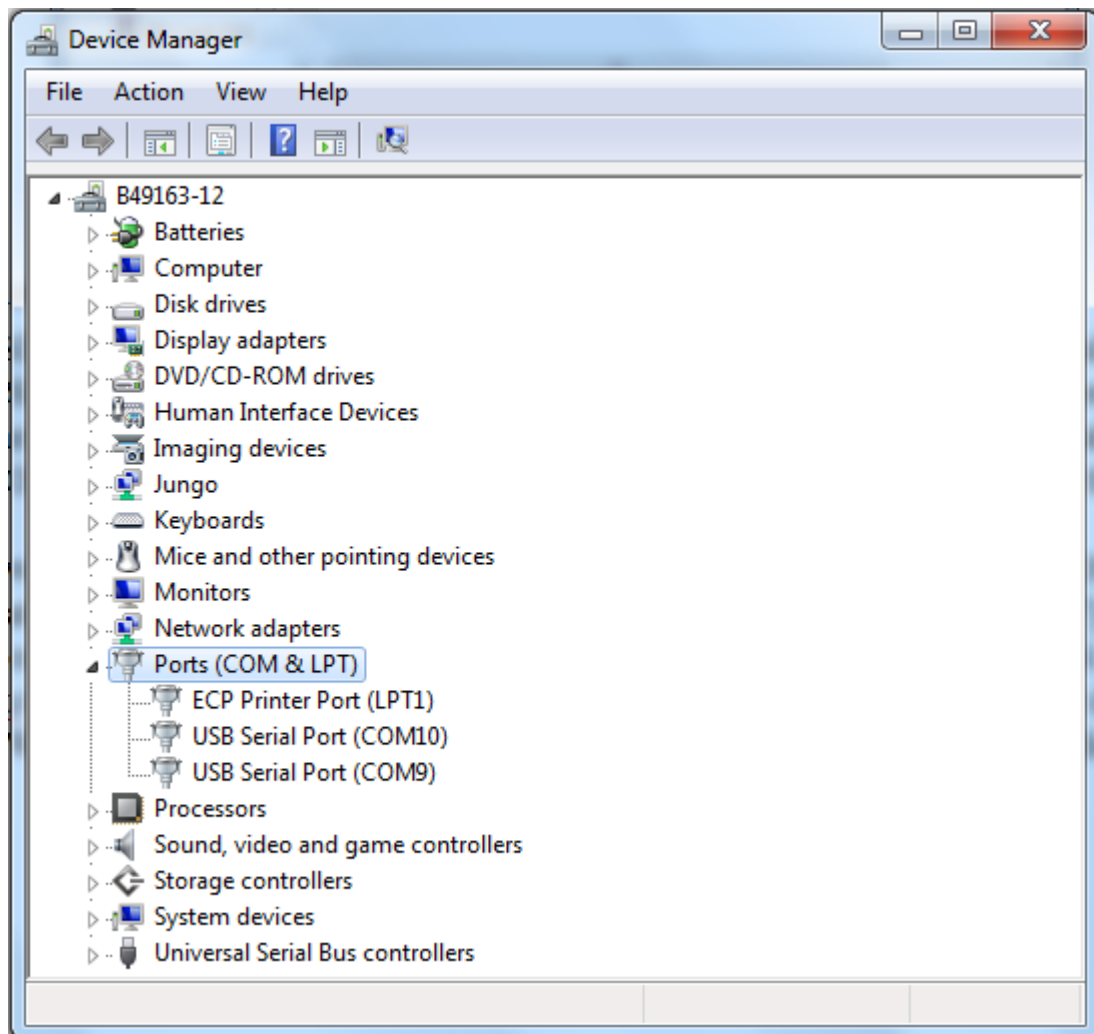 Device Manager
File Action View Help
B49163-12
Batteries
Computer
Disk drives
Display adapters
DVD/CD-ROM drives
Human Interface Devices
Imaging devices
Jungo
Keyboards
Mice and other pointing devices
Monitors
Network adapters
Ports (COM & LPT)
ECP Printer Port (LPT1)
USB Serial Port (COM10)
USB Serial Port (COM9)
Processors
Sound, video and game controllers
Storage controllers
System devices
Universal Serial Bus controllers